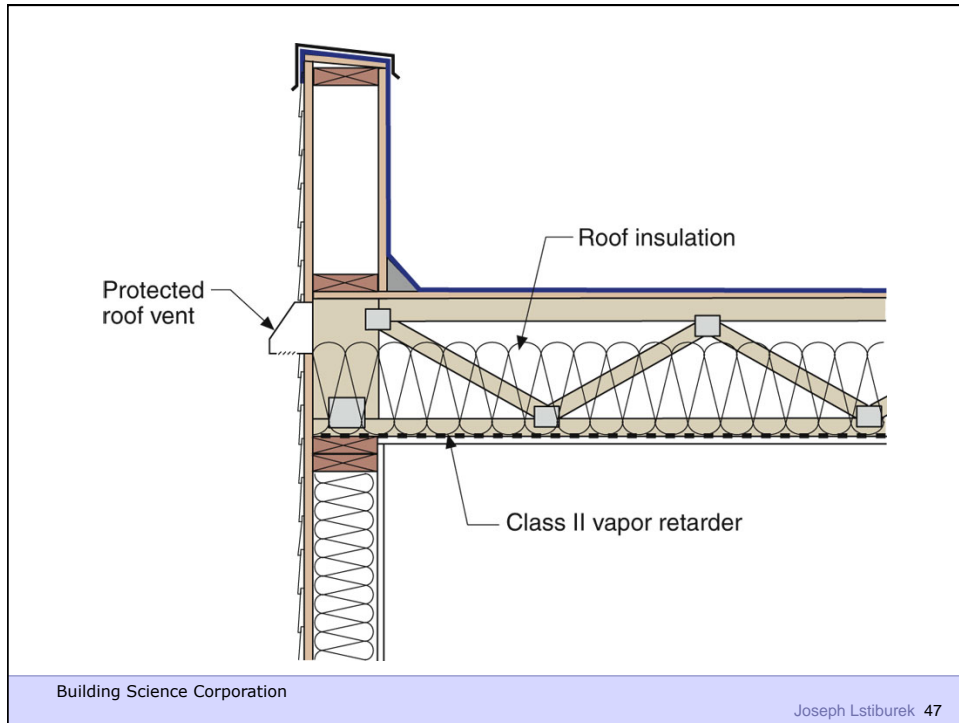 Roof insulation
Protected
roof vent
Class II vapor retarder
Building Science Corporation
Joseph Lstiburek 47